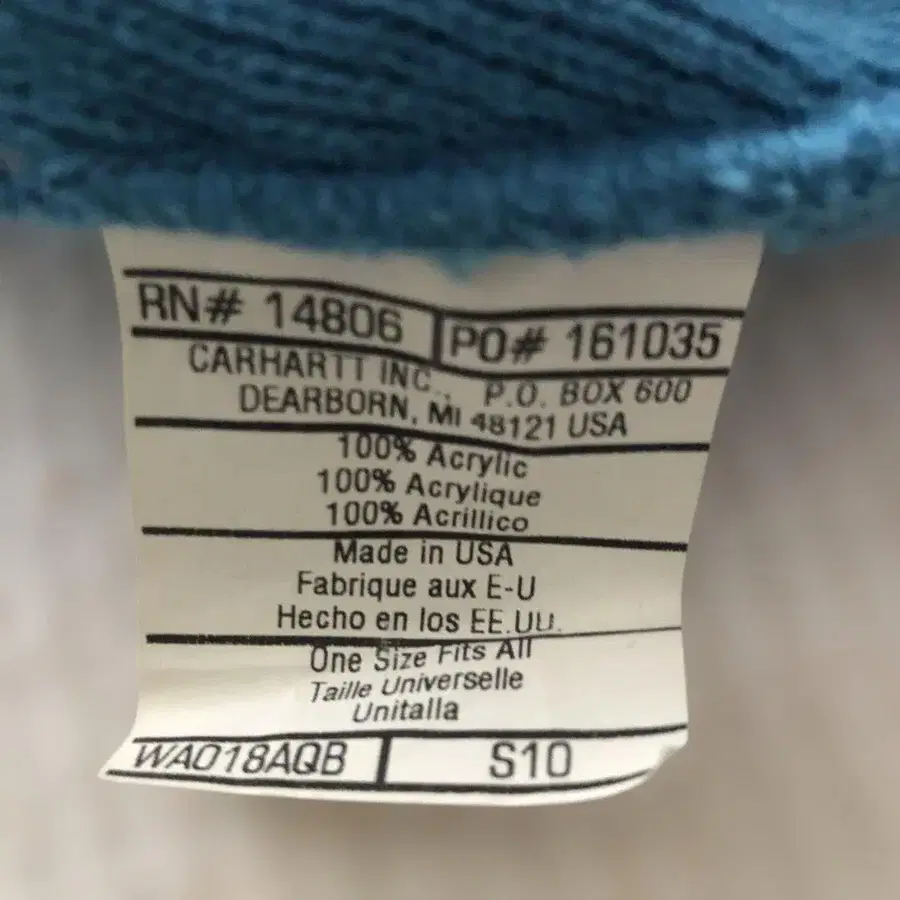 RN# 14806 PO# 161035
CARHARTT INC., P.O. BOX 600
DEARBORN, MI 48121 USA
100% Acrylic
100% Acrylique
100% Acrillico
Made in USA
Fabrique aux E-U
Hecho en los EE.UU.
One Size Fits All
Taille Universelle
Unitalla
WA018AQB S10